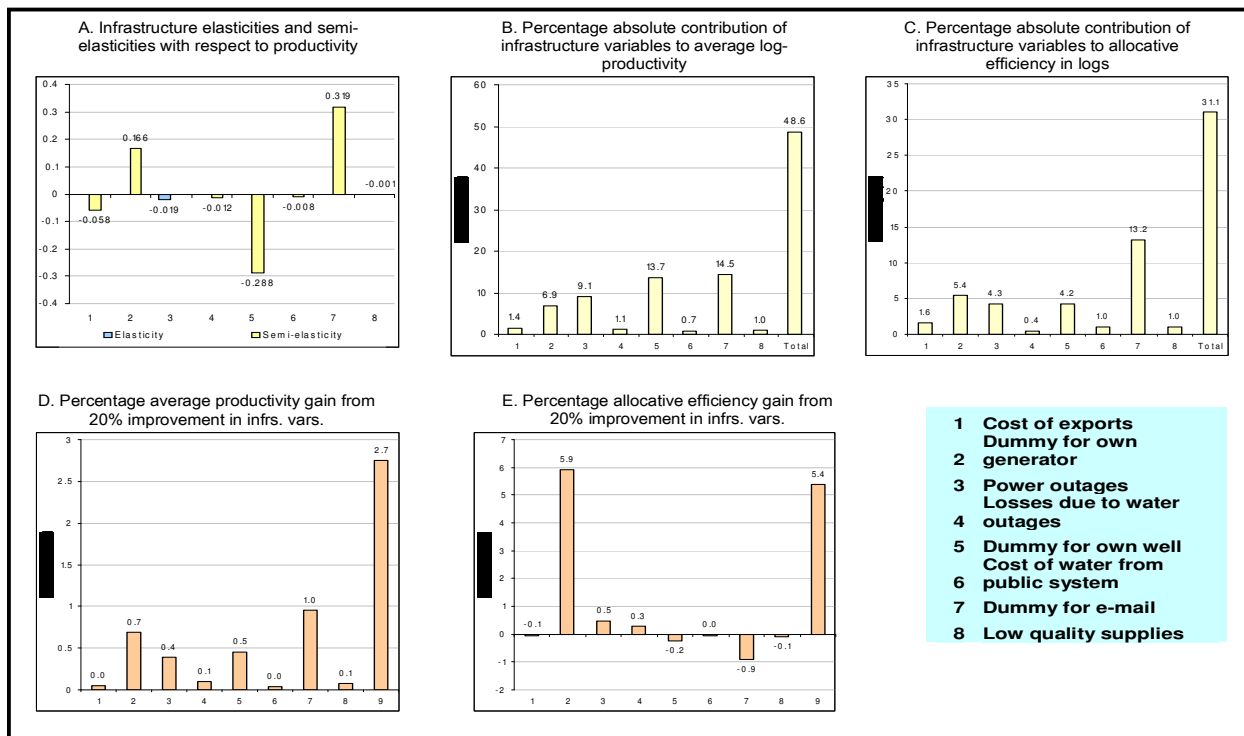 A. Infrastructure elasticities and semi-
elasticities with respect to productivity
0.4
0.3
0.2
0.1
0
-0.1
-0.2
-0.3
-0.4
-0.058
0.166
-0.019
-0.012
-0.288
-0.008
0.319
-0.001
1 2 3 4 5 6 7 8
Elasticity Semi-elasticity
B. Percentage absolute contribution of
infrastructure variables to average log-
productivity
60
50
40
30
20
10
0
1.4
6.9
9.1
1.1
13.7
0.7
14.5
1.0
48.6
1 2 3 4 5 6 7 8 Total
C. Percentage absolute contribution of
infrastructure variables to allocative
efficiency in logs
35
30
25
20
15
10
5
0
1.6
5.4
4.3
0.4
4.2
1.0
13.2
1.0
31.1
1 2 3 4 5 6 7 8 Total
D. Percentage average productivity gain from
20% improvement in infrs. vars.
3
2.5
2
1.5
1
0.5
0
0.0
0.7
0.4
0.1
0.5
0.0
1.0
0.1
2.7
1 2 3 4 5 6 7 8 9
E. Percentage allocative efficiency gain from
20% improvement in infrs. vars.
7
6
5
4
3
2
1
0
-1
-2
-0.1
5.9
0.5
0.3
-0.2
0.0
-0.9
-0.1
5.4
1 2 3 4 5 6 7 8 9
1 Cost of exports
Dummy for own
2 generator
3 Power outages
Losses due to water
4 outages
5 Dummy for own well
Cost of water from
6 public system
7 Dummy for e-mail
8 Low quality supplies